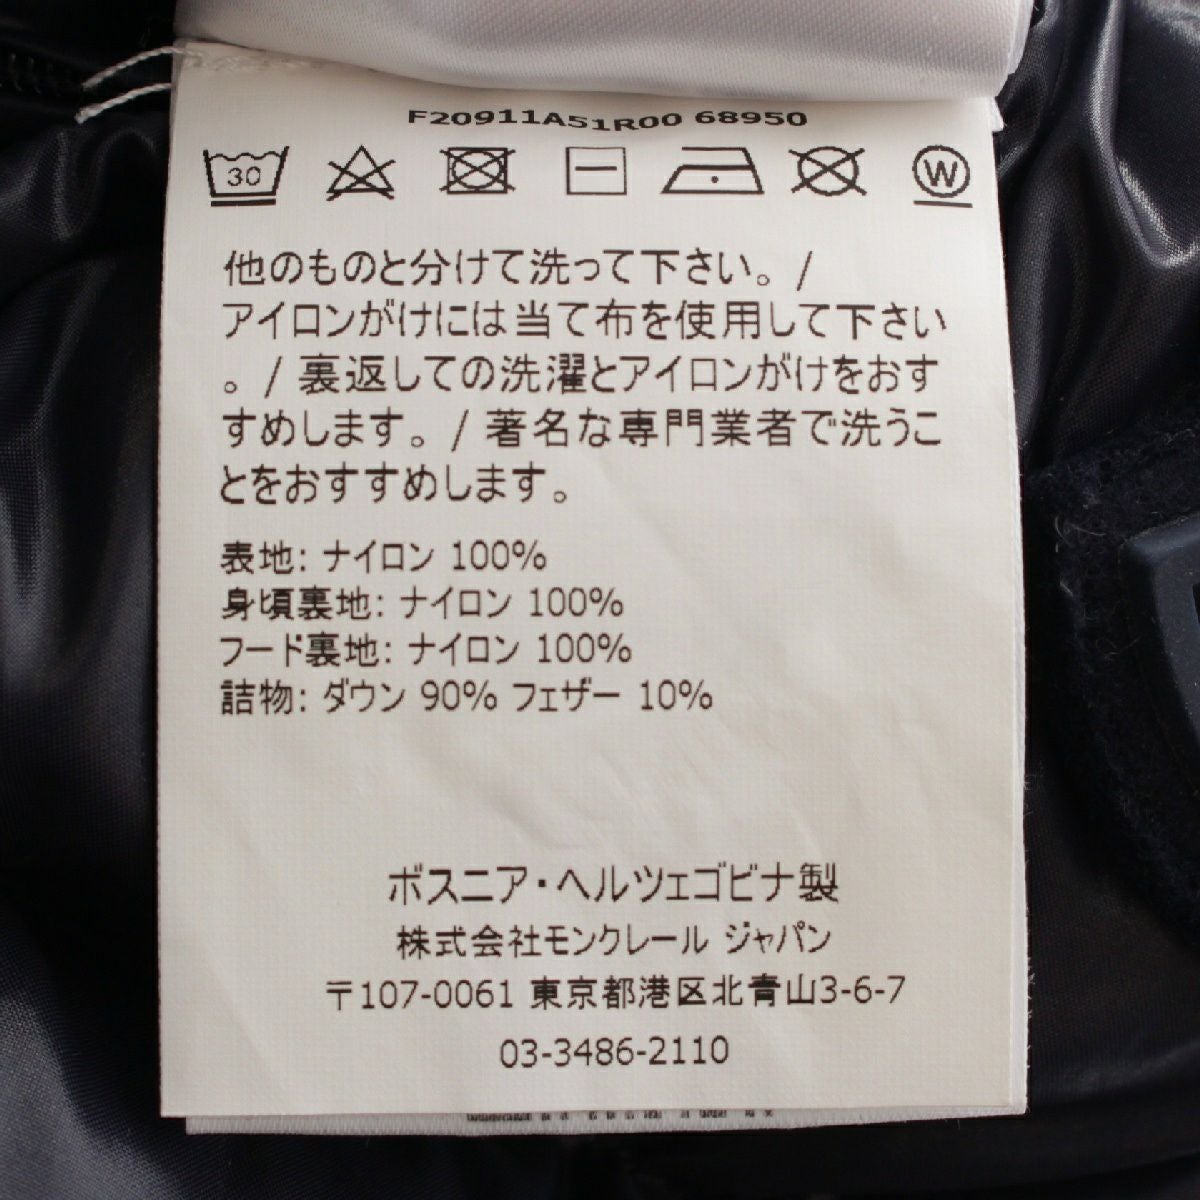 F20911A51R00 68950
30
W
他のものと分けて洗って下さい。/
アイロンがけには当て布を使用して下さい
。/ 裏返しての洗濯とアイロンがけをおす
すめします。/ 著名な専門業者で洗うこ
とをおすすめします。
表地: ナイロン 100%
身頃裏地: ナイロン 100%
フード裏地: ナイロン 100%
詰物: ダウン 90% フェザー 10%
ボスニア・ヘルツェゴビナ製
株式会社モンクレール ジャパン
〒107-0061 東京都港区北青山3-6-7
03-3486-2110